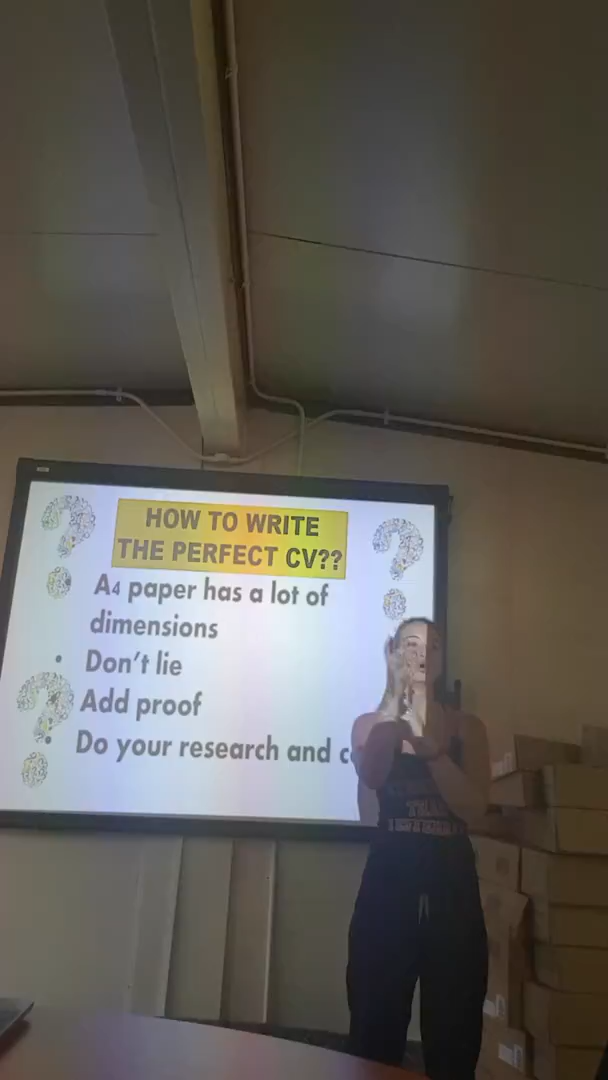 HOW TO WRITE
THE PERFECT CV??
A4 paper has a lot of
dimensions
• Don't lie
Add proof
• Do your research and